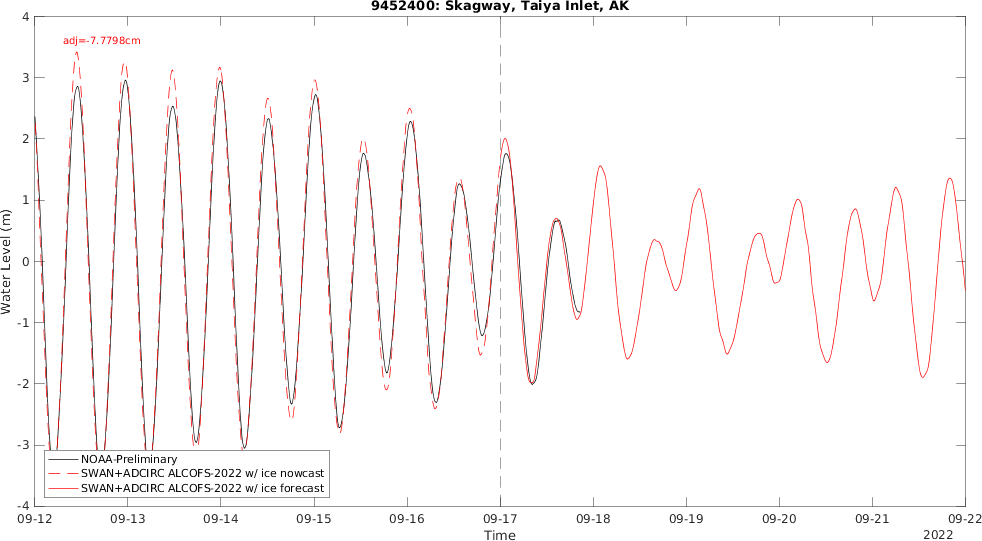 9452400: Skagway, Taiya Inlet, AK
adj=-7.7798cm
Water Level (m)
4
3
2
1
0
-1
-2
-3
-4
NOAA-Preliminary
SWAN+ADCIRC ALCOFS-2022 w/ ice nowcast
SWAN+ADCIRC ALCOFS-2022 w/ ice forecast
09-12 09-13 09-14 09-15 09-16 09-17 09-18 09-19 09-20 09-21 09-22
Time
2022